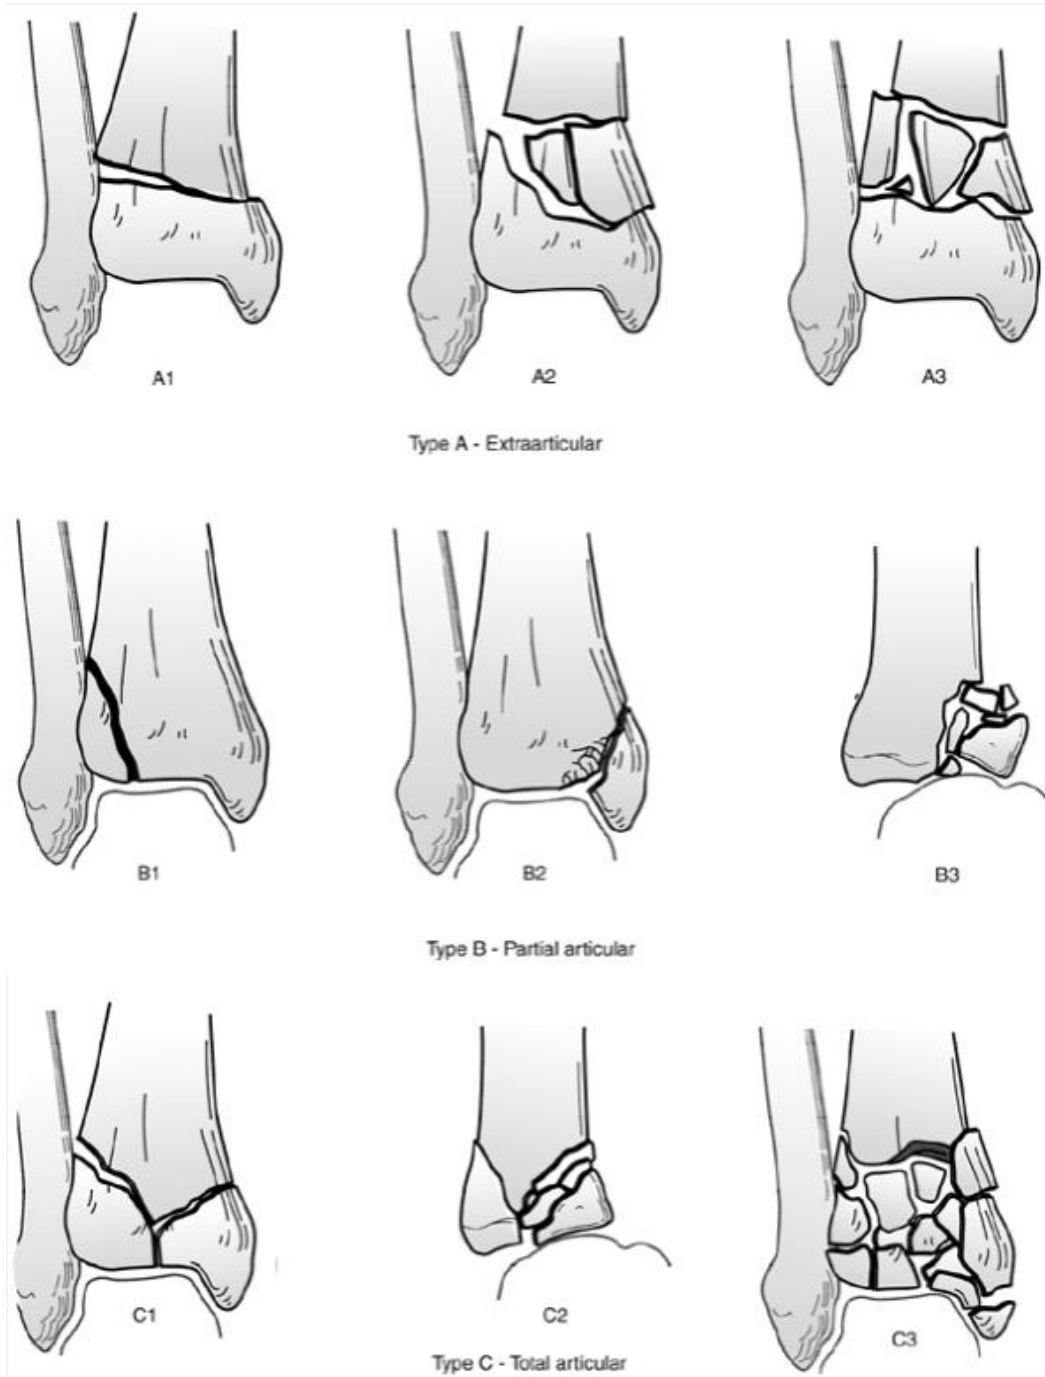 A1 A2 A3
Type A - Extraarticular
B1 B2 B3
Type B - Partial articular
C1 C2 C3
Type C - Total articular